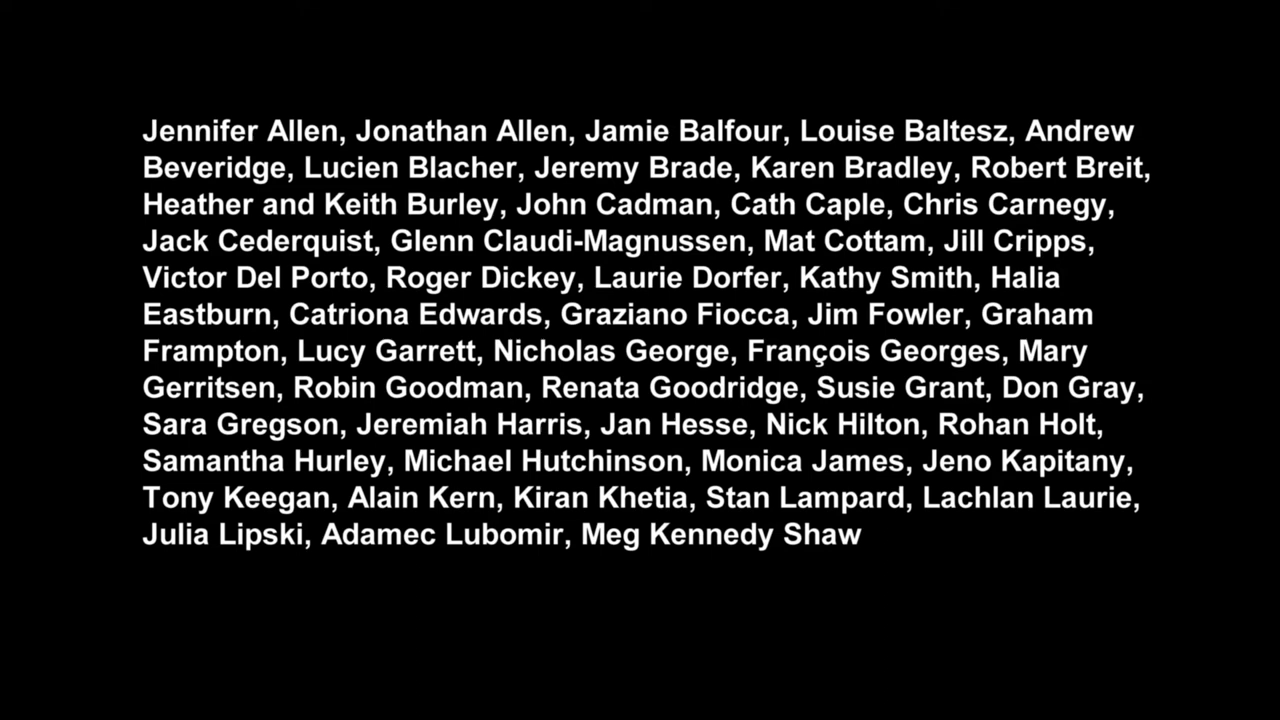 Jennifer Allen, Jonathan Allen, Jamie Balfour, Louise Baltesz, Andrew
Beveridge, Lucien Blacher, Jeremy Brade, Karen Bradley, Robert Breit,
Heather and Keith Burley, John Cadman, Cath Caple, Chris Carnegy,
Jack Cederquist, Glenn Claudi-Magnussen, Mat Cottam, Jill Cripps,
Victor Del Porto, Roger Dickey, Laurie Dorfer, Kathy Smith, Halia
Eastburn, Catriona Edwards, Graziano Fiocca, Jim Fowler, Graham
Frampton, Lucy Garrett, Nicholas George, François Georges, Mary
Gerritsen, Robin Goodman, Renata Goodridge, Susie Grant, Don Gray,
Sara Gregson, Jeremiah Harris, Jan Hesse, Nick Hilton, Rohan Holt,
Samantha Hurley, Michael Hutchinson, Monica James, Jeno Kapitany,
Tony Keegan, Alain Kern, Kiran Khetia, Stan Lampard, Lachlan Laurie,
Julia Lipski, Adamec Lubomir, Meg Kennedy Shaw